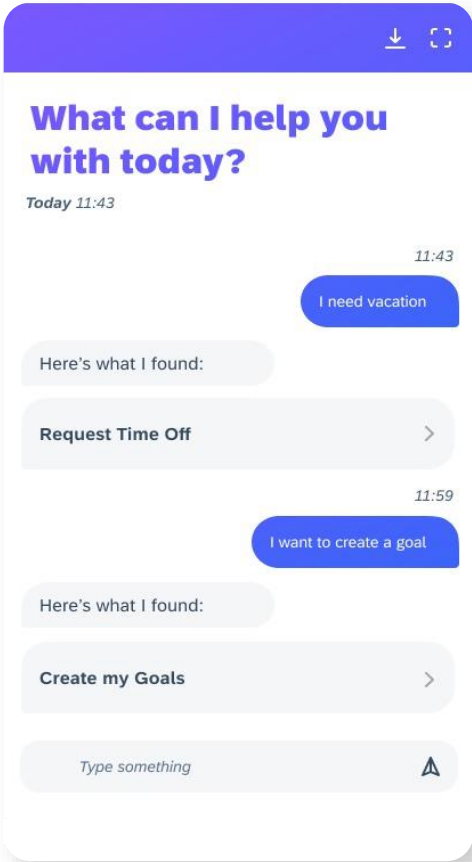 What can I help you
with today?
Today 11:43
11:43
I need vacation
Here's what I found:
Request Time Off
11:59
I want to create a goal
Here's what I found:
Create my Goals
Type something